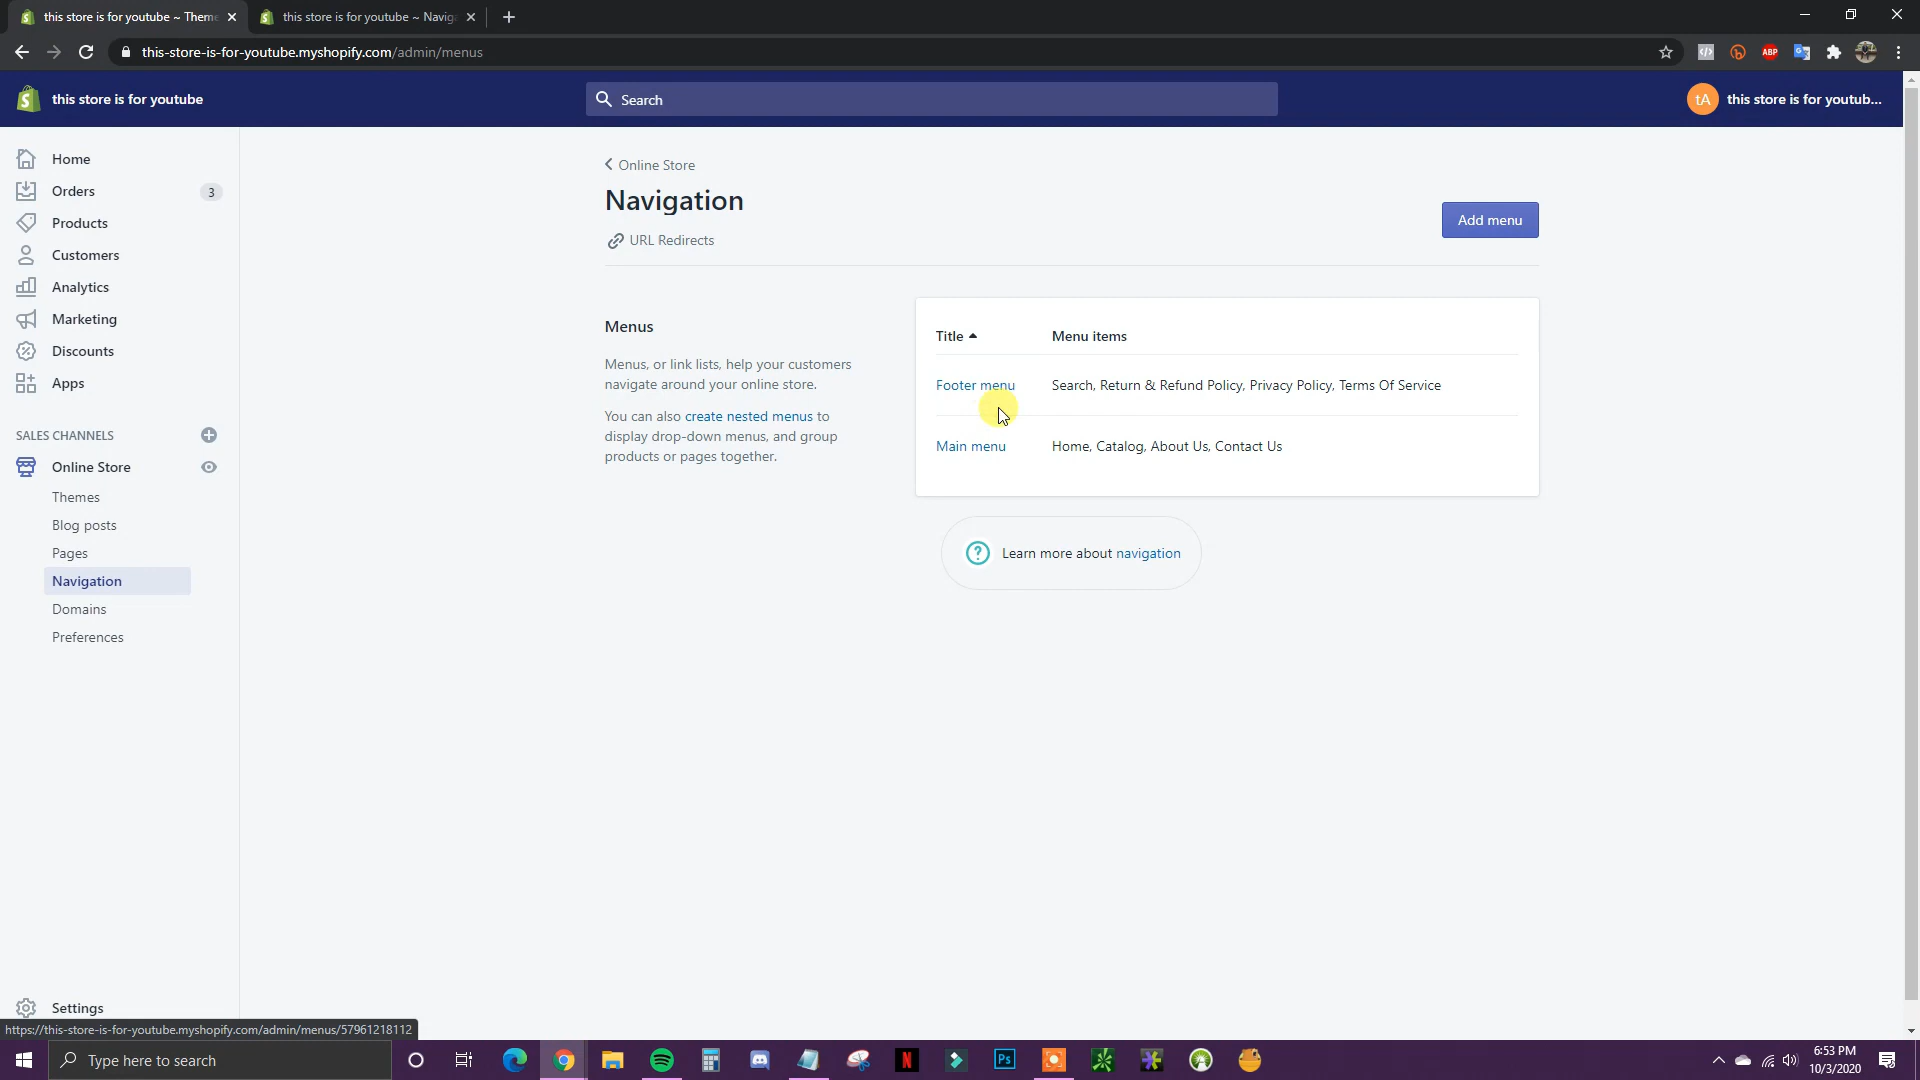 this store is for youtube ~ Theme
this store is for youtube ~ Naviga
this-store-is-for-youtube.myshopify.com/admin/menus
ABP
this store is for youtube
Search
tA
this store is for youtub...
Home
Orders
3
Products
Customers
Analytics
Marketing
Discounts
Apps
SALES CHANNELS
Online Store
Themes
Blog posts
Pages
Navigation
Domains
Preferences
Settings
Online Store
Navigation
URL Redirects
Add menu
Menus
Menus, or link lists, help your customers
navigate around your online store.
You can also create nested menus to
display drop-down menus, and group
products or pages together.
Title Menu items
Footer menu Search, Return & Refund Policy, Privacy Policy, Terms Of Service
Main menu Home, Catalog, About Us, Contact Us
? Learn more about navigation
https://this-store-is-for-youtube.myshopify.com/admin/menus/57961218112
Type here to search
N
Ps
6:53 PM
10/3/2020